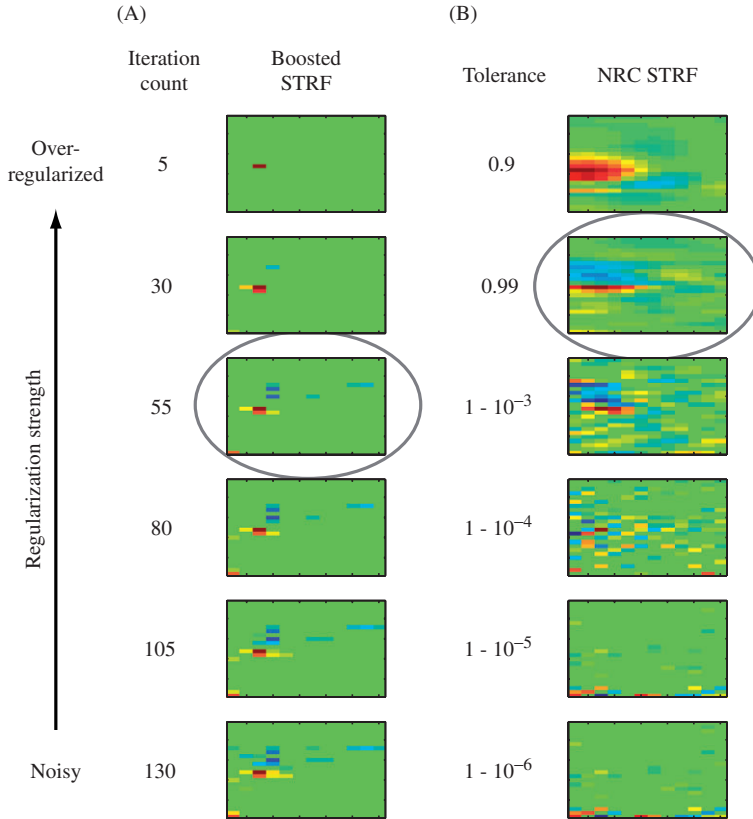 (A)
(B)
Iteration
count
Boosted
STRF
Tolerance
NRC STRF
Over-
regularized
5
0.9
30
0.99
55
1 - 10⁻³
Regularization strength
80
1 - 10⁻⁴
105
1 - 10⁻⁵
Noisy
130
1 - 10⁻⁶